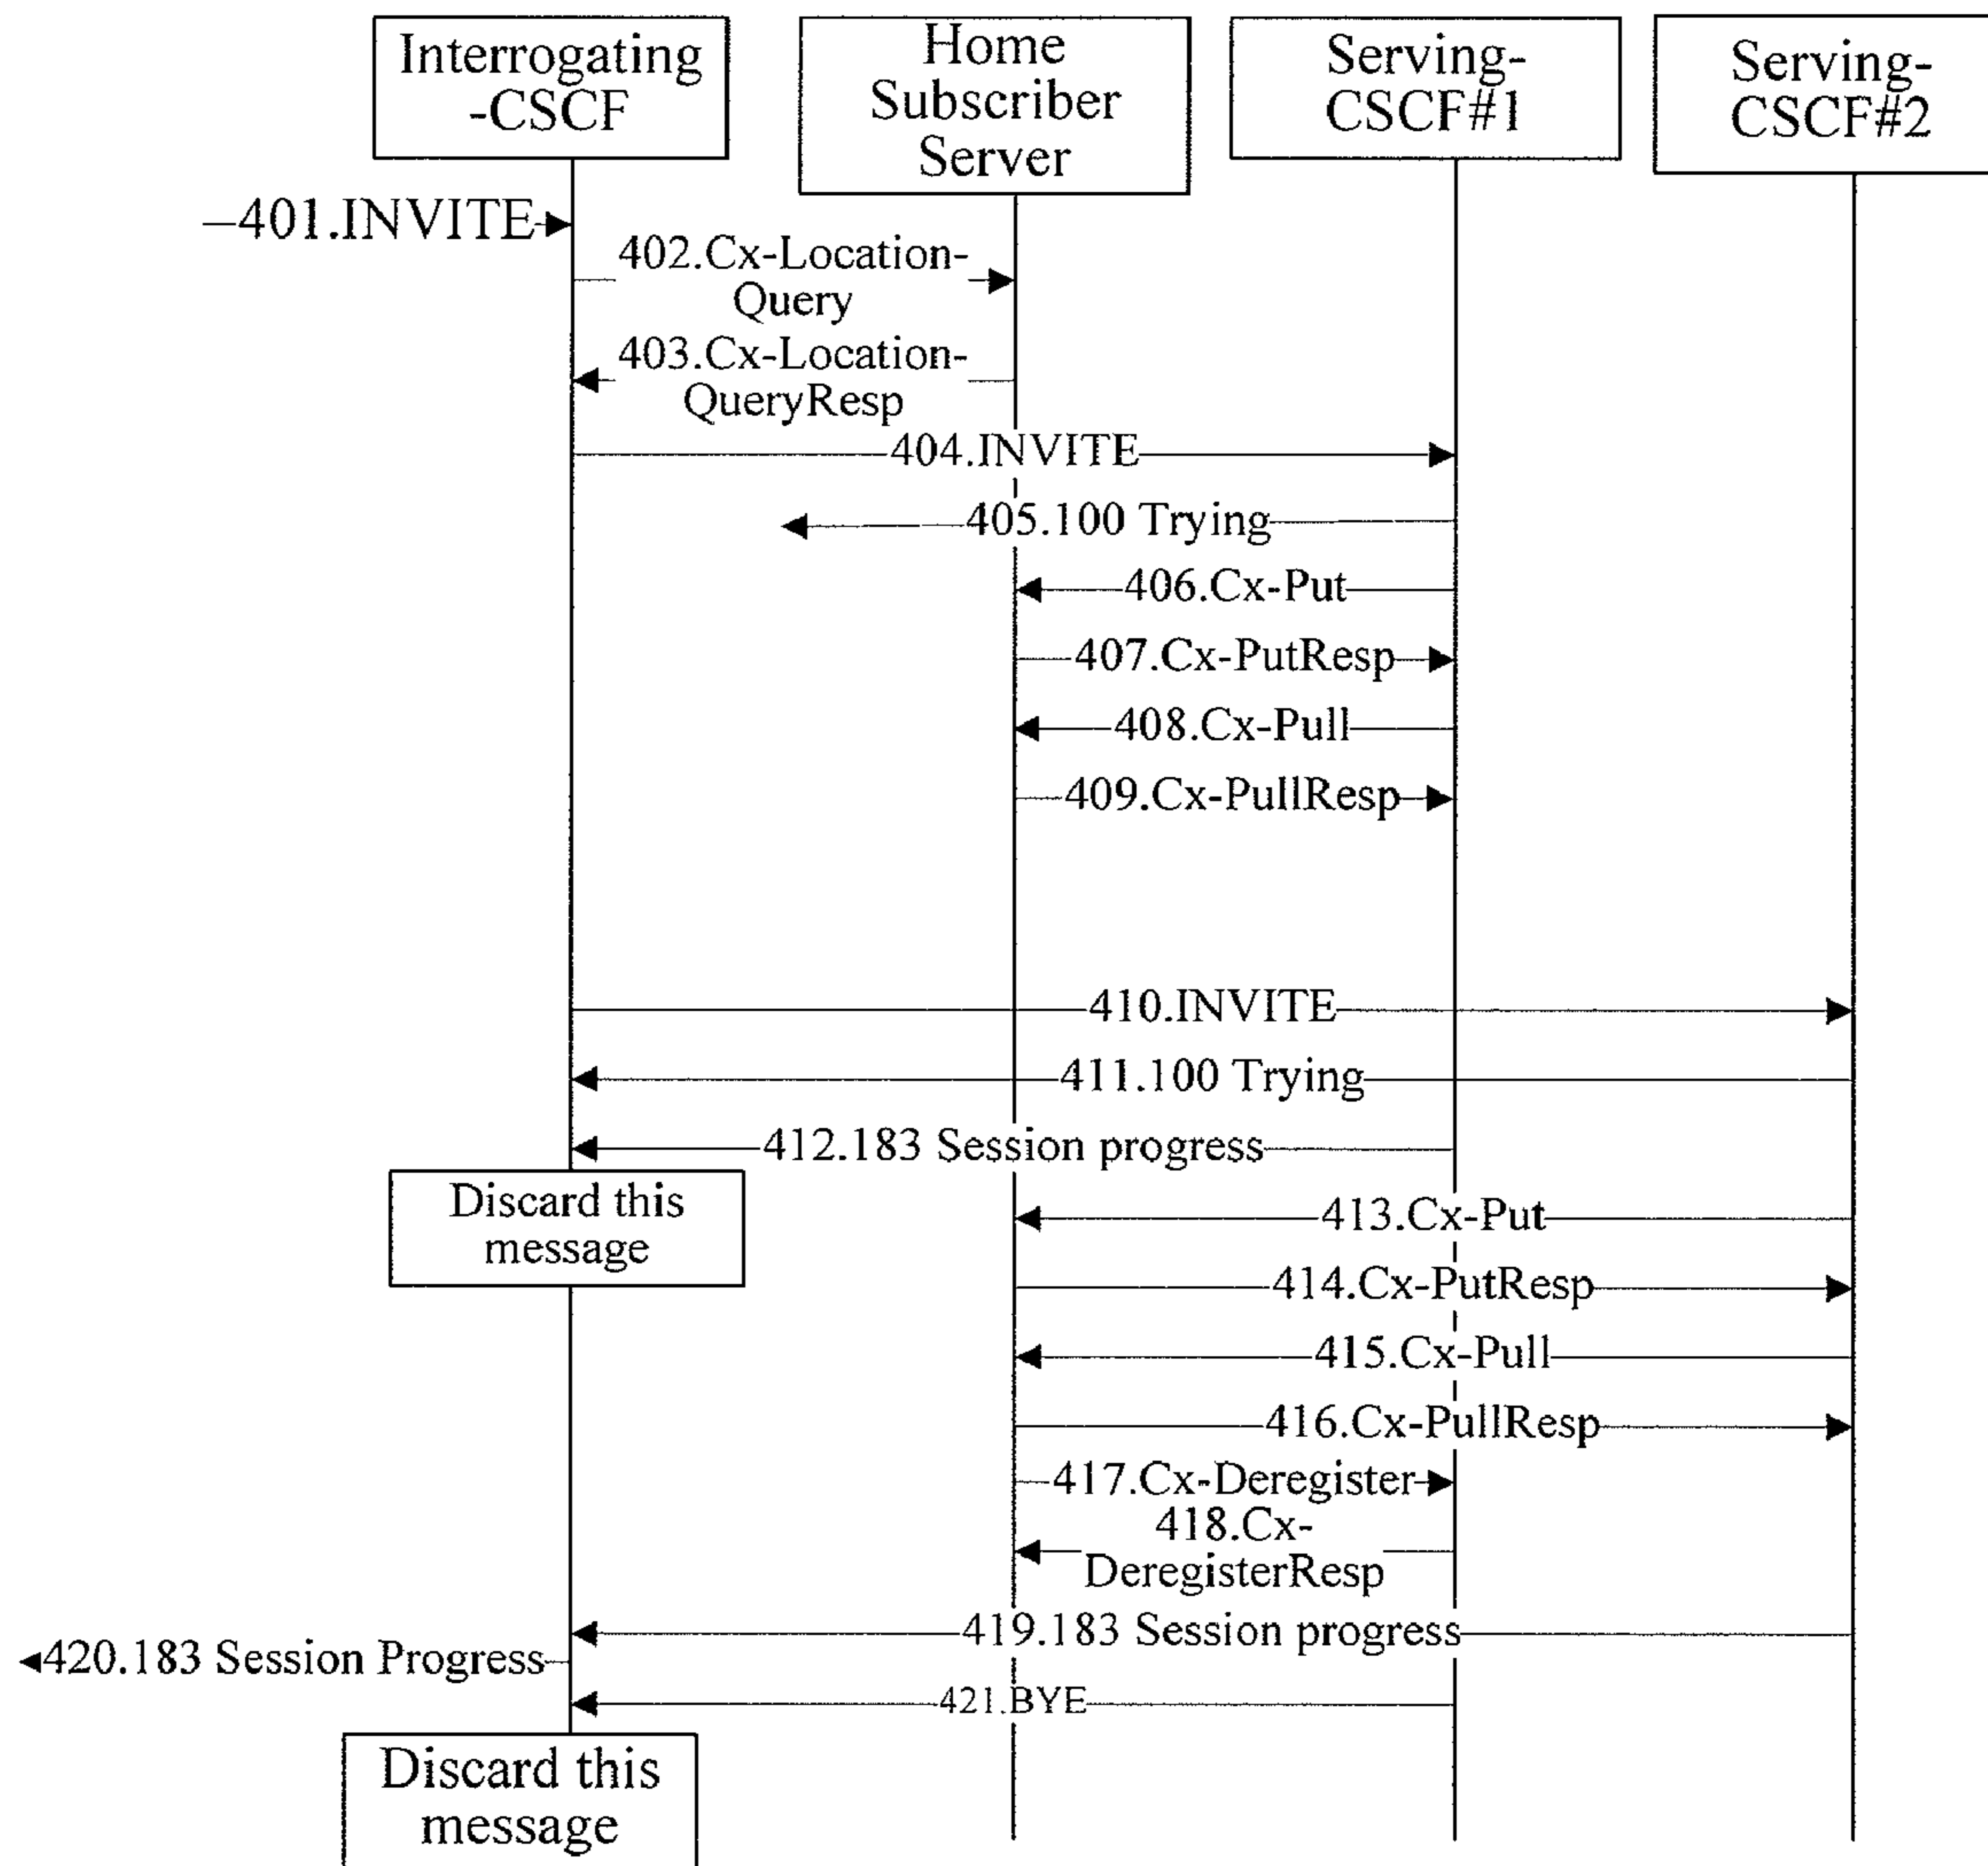 Interrogating
-CSCF
Home
Subscriber
Server
Serving-
CSCF#1
Serving-
CSCF#2
401.INVITE
402.Cx-Location-
Query
403.Cx-Location-
QueryResp
404.INVITE
405.100 Trying
406.Cx-Put
407.Cx-PutResp
408.Cx-Pull
409.Cx-PullResp
410.INVITE
411.100 Trying
412.183 Session progress
Discard this
message
413.Cx-Put
414.Cx-PutResp
415.Cx-Pull
416.Cx-PullResp
417.Cx-Deregister
418.Cx-
DeregisterResp
419.183 Session progress
420.183 Session Progress
421.BYE
Discard this
message